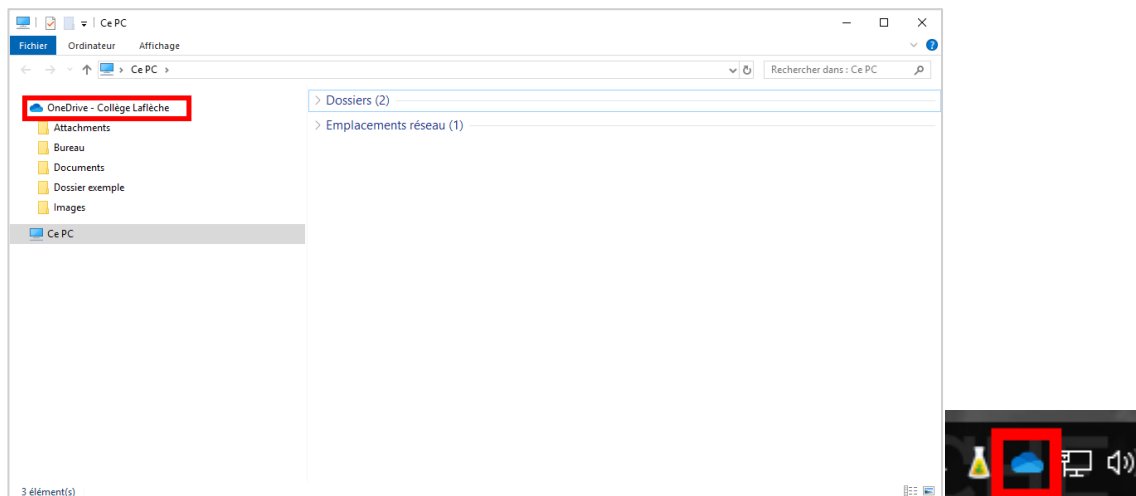 Ce PC
Fichier Ordinateur Affichage
Ce PC Rechercher dans : Ce PC
OneDrive - Collège Laflèche
Attachments
Bureau
Documents
Dossier exemple
Images
Ce PC
Dossiers (2)
Emplacements réseau (1)
3 élément(s)